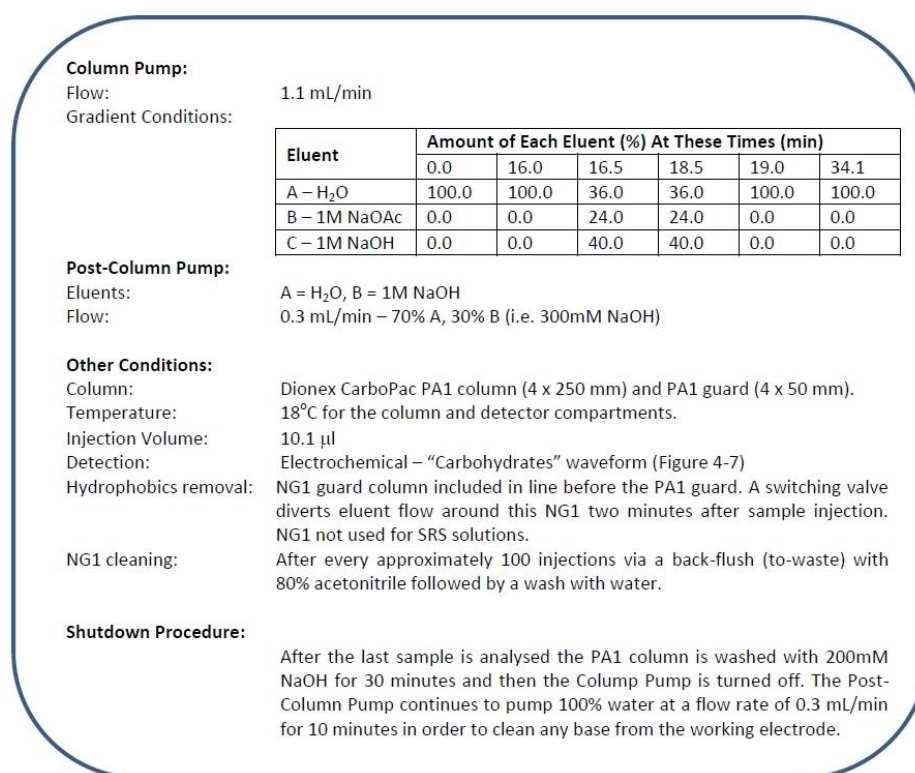 Column Pump:
Flow: 1.1 mL/min
Gradient Conditions:
Eluent Amount of Each Eluent (%) At These Times (min)
0.0 16.0 16.5 18.5 19.0 34.1
A – H₂O 100.0 100.0 36.0 36.0 100.0 100.0
B – 1M NaOAc 0.0 0.0 24.0 24.0 0.0 0.0
C – 1M NaOH 0.0 0.0 40.0 40.0 0.0 0.0
Post-Column Pump:
Eluents: A = H₂O, B = 1M NaOH
Flow: 0.3 mL/min – 70% A, 30% B (i.e. 300mM NaOH)
Other Conditions:
Column: Dionex CarboPac PA1 column (4 x 250 mm) and PA1 guard (4 x 50 mm).
Temperature: 18°C for the column and detector compartments.
Injection Volume: 10.1 µl
Detection: Electrochemical – “Carbohydrates” waveform (Figure 4-7)
Hydrophobics removal: NG1 guard column included in line before the PA1 guard. A switching valve
diverts eluent flow around this NG1 two minutes after sample injection.
NG1 not used for SRS solutions.
NG1 cleaning: After every approximately 100 injections via a back-flush (to-waste) with
80% acetonitrile followed by a wash with water.
Shutdown Procedure:
After the last sample is analysed the PA1 column is washed with 200mM
NaOH for 30 minutes and then the Colump Pump is turned off. The Post-
Column Pump continues to pump 100% water at a flow rate of 0.3 mL/min
for 10 minutes in order to clean any base from the working electrode.